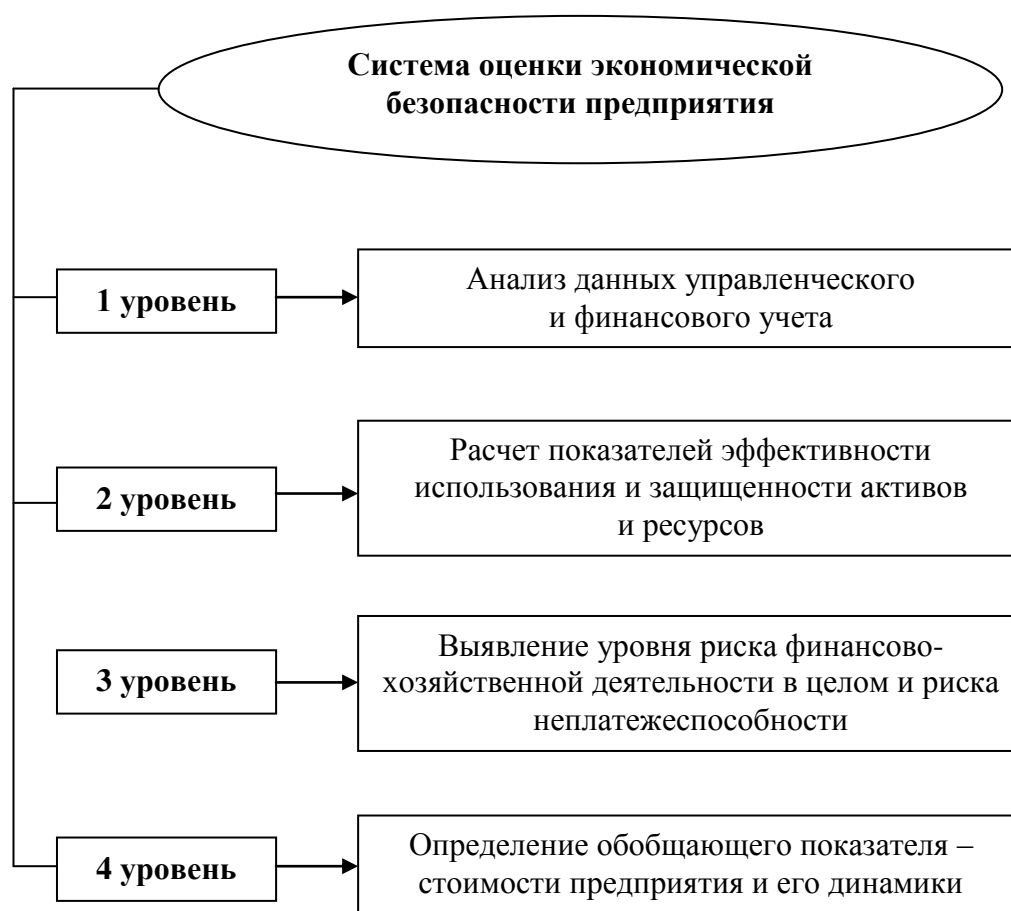 Система оценки экономической
безопасности предприятия
1 уровень
Анализ данных управленческого
и финансового учета
2 уровень
Расчет показателей эффективности
использования и защищенности активов
и ресурсов
3 уровень
Выявление уровня риска финансово-
хозяйственной деятельности в целом и риска
неплатежеспособности
4 уровень
Определение обобщающего показателя –
стоимости предприятия и его динамики